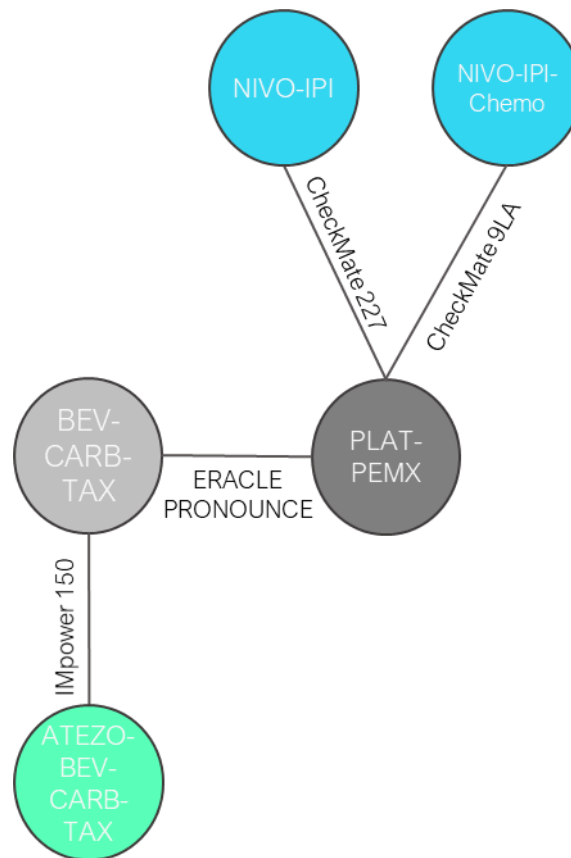 NIVO-IPI
NIVO-IPI-
Chemo
CheckMate 227
CheckMate 9LA
BEV-
CARB-
TAX
PLAT-
PEMX
ERACLE
PRONOUNCE
IMpower 150
ATEZO-
BEV-
CARB-
TAX